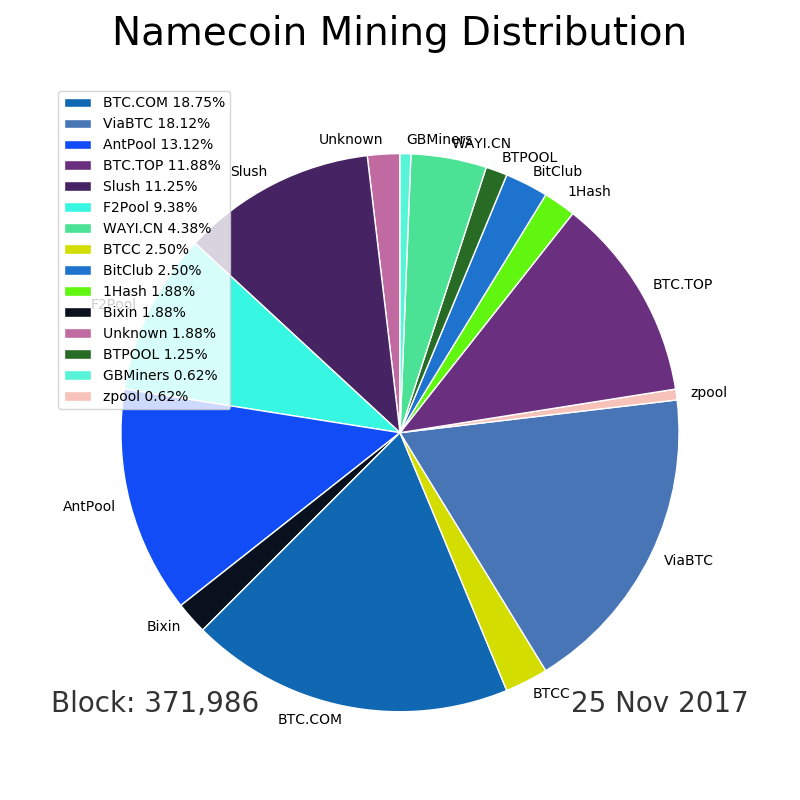 Namecoin Mining Distribution
BTC.COM 18.75%
ViaBTC 18.12%
AntPool 13.12%
BTC.TOP 11.88%
Slush 11.25%
F2Pool 9.38%
WAYI.CN 4.38%
BTCC 2.50%
BitClub 2.50%
1Hash 1.88%
Bixin 1.88%
Unknown 1.88%
BTPOOL 1.25%
GBMiners 0.62%
zpool 0.62%
Unknown
GBMiners
WAYI.CN
BTPOOL
BitClub
1Hash
Slush
BTC.TOP
F2Pool
zpool
AntPool
ViaBTC
Bixin
BTCC
BTC.COM
Block: 371,986
25 Nov 2017